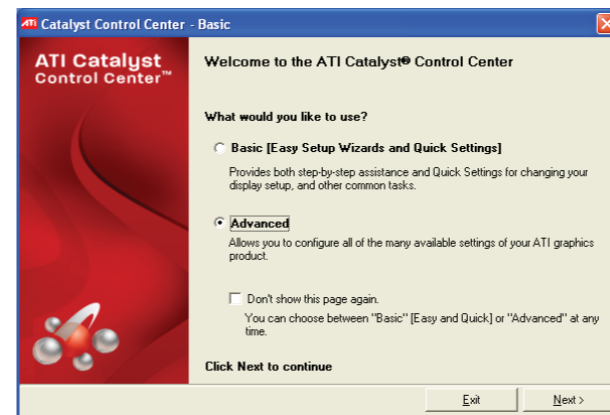 ATI Catalyst Control Center - Basic
ATI Catalyst
Control Center™
Welcome to the ATI Catalyst® Control Center
What would you like to use?
Basic [Easy Setup Wizards and Quick Settings]
Provides both step-by-step assistance and Quick Settings for changing your
display setup, and other common tasks.
Advanced
Allows you to configure all of the many available settings of your ATI graphics
product.
Don't show this page again.
You can choose between "Basic" [Easy and Quick] or "Advanced" at any
time.
Click Next to continue
Exit
Next >